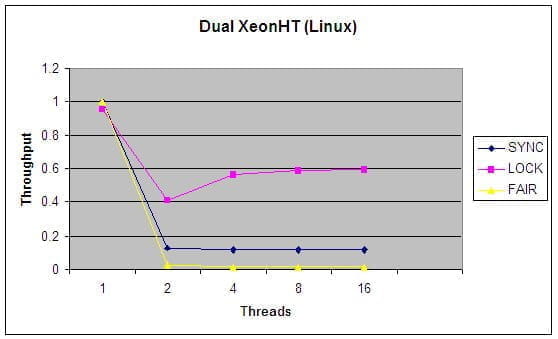 Dual XeonHT (Linux)
1.2
1
0.8
0.6
0.4
0.2
0
Throughput
1 2 4 8 16
Threads
SYNC
LOCK
FAIR